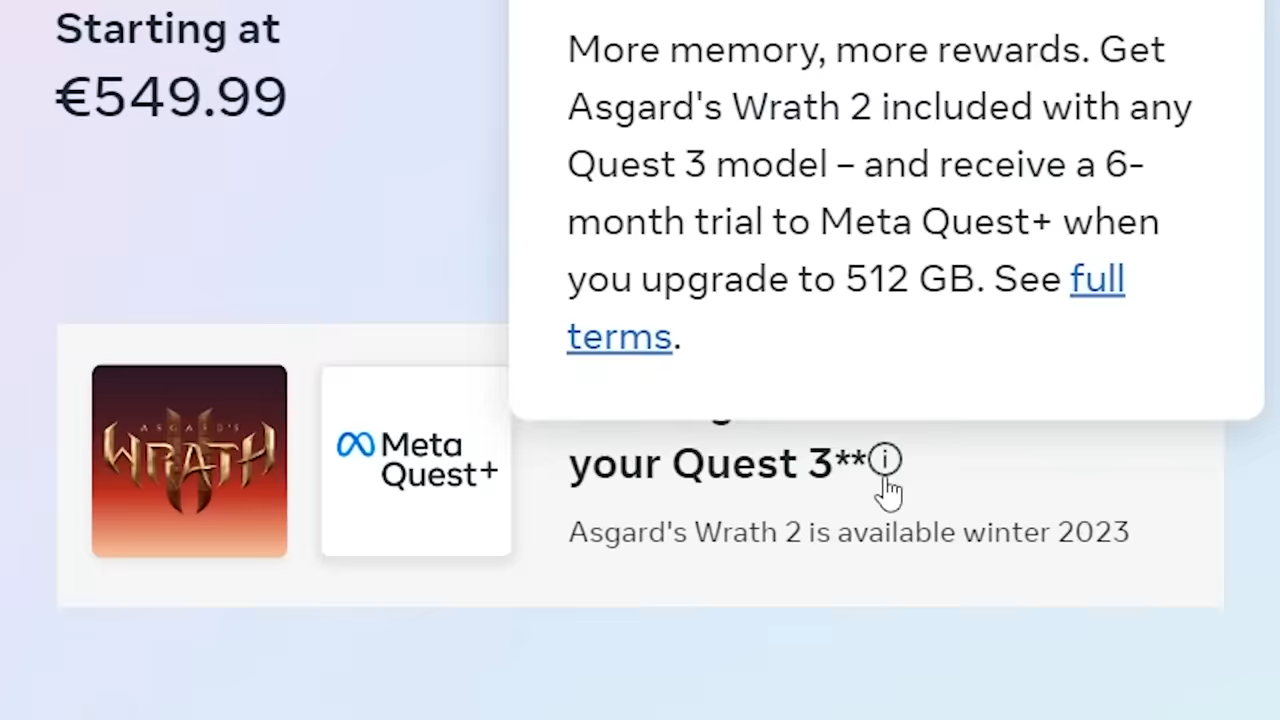 Starting at
€549.99
More memory, more rewards. Get
Asgard's Wrath 2 included with any
Quest 3 model – and receive a 6-
month trial to Meta Quest+ when
you upgrade to 512 GB. See full
terms.
ASGARD'S
WRATH
Meta
Quest+
your Quest 3**
Asgard's Wrath 2 is available winter 2023